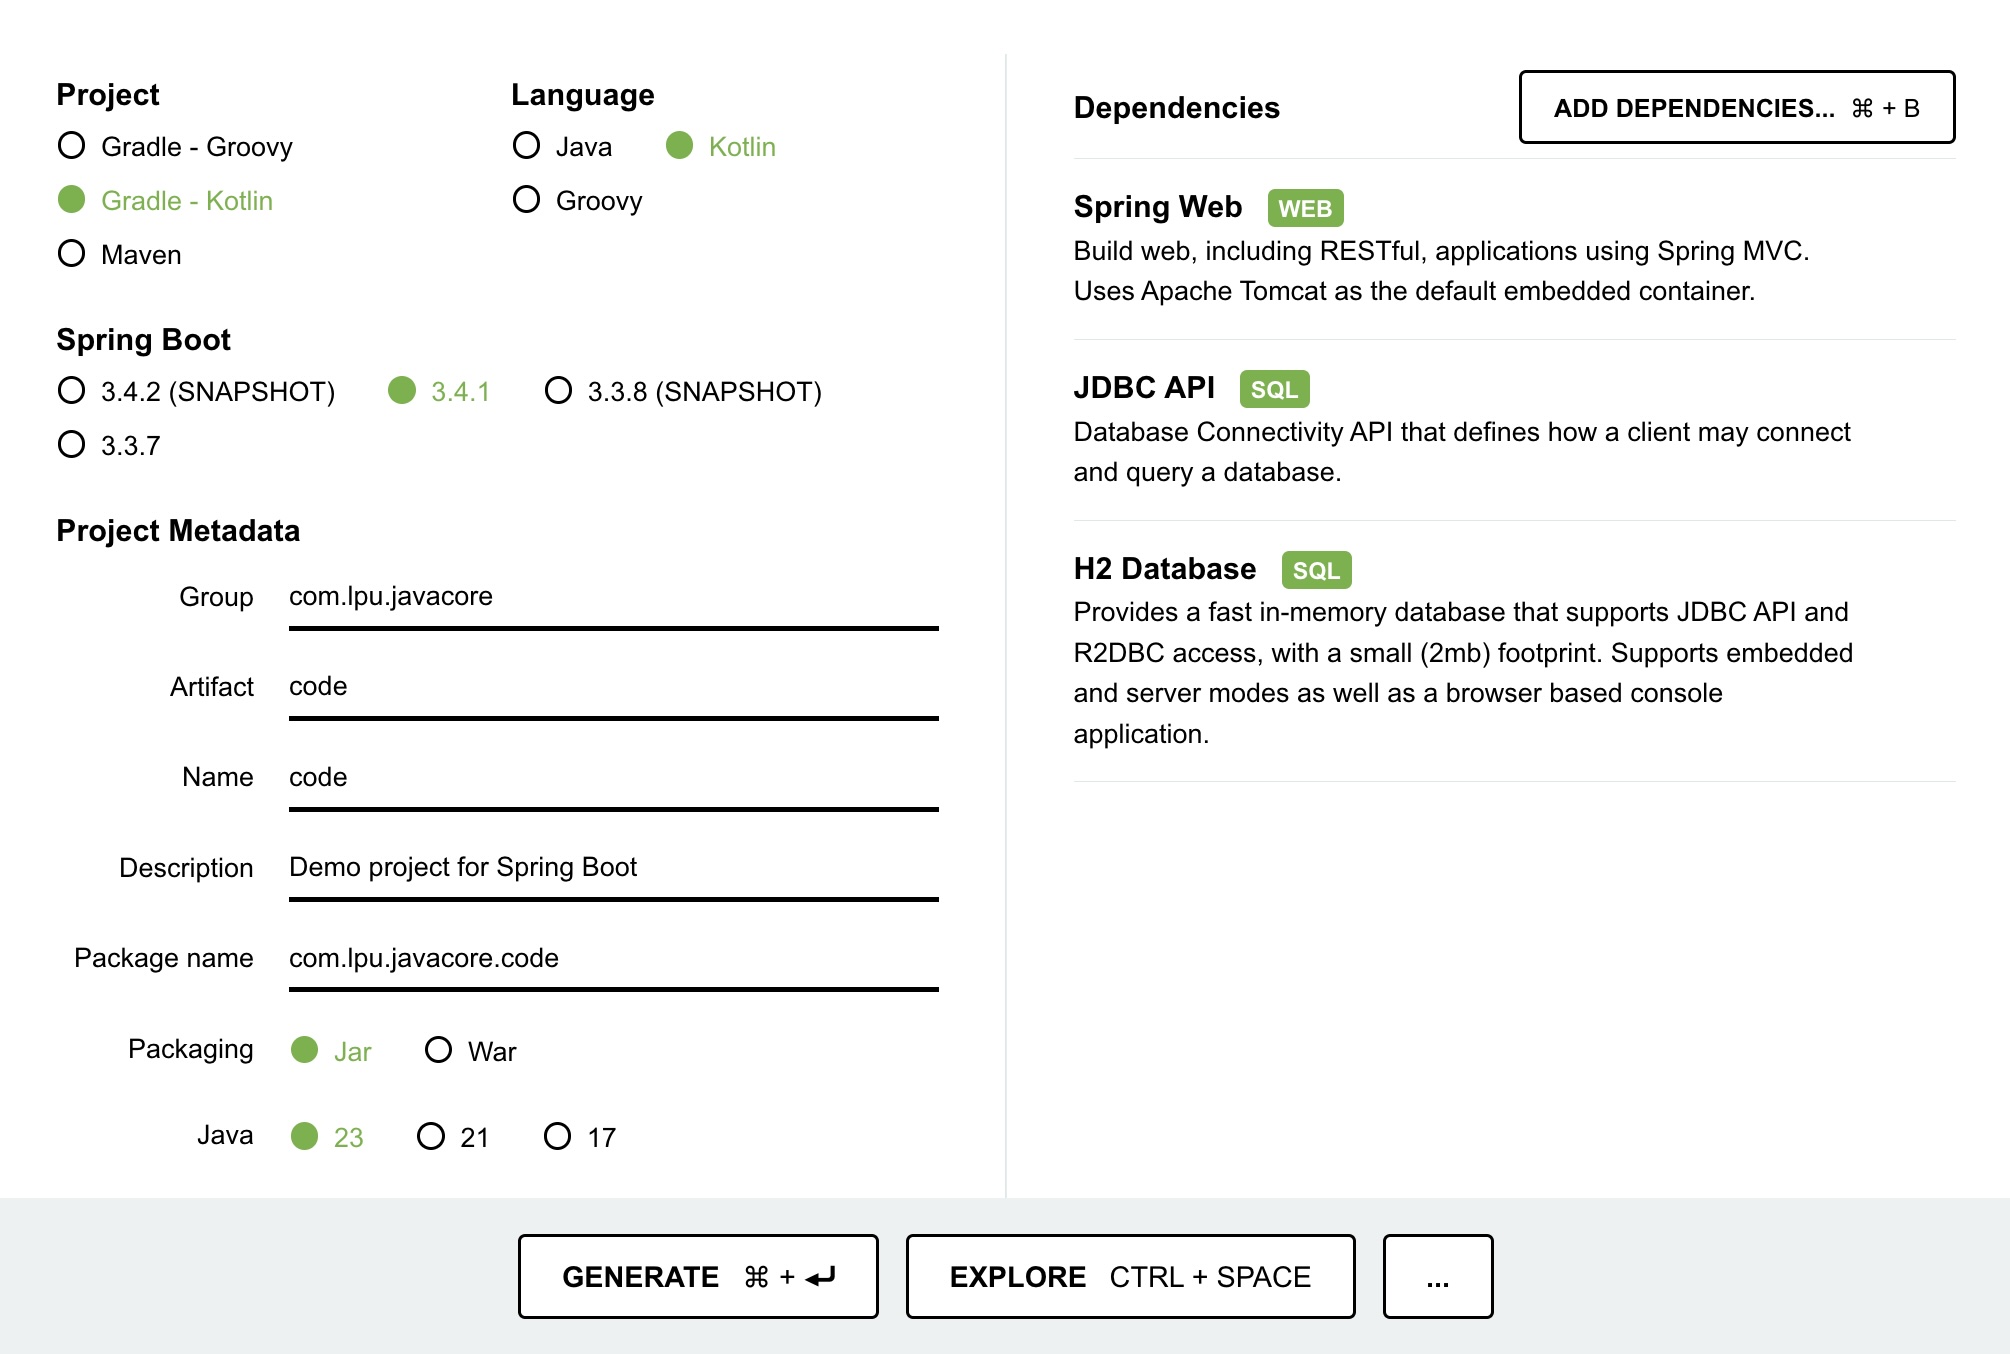 Project
Gradle - Groovy
Gradle - Kotlin
Maven
Language
Java Kotlin
Groovy
Spring Boot
3.4.2 (SNAPSHOT) 3.4.1 3.3.8 (SNAPSHOT)
3.3.7
Project Metadata
Group com.lpu.javacore
Artifact code
Name code
Description Demo project for Spring Boot
Package name com.lpu.javacore.code
Packaging Jar War
Java 23 21 17
Dependencies
ADD DEPENDENCIES... ⌘ + B
Spring Web WEB
Build web, including RESTful, applications using Spring MVC.
Uses Apache Tomcat as the default embedded container.
JDBC API SQL
Database Connectivity API that defines how a client may connect
and query a database.
H2 Database SQL
Provides a fast in-memory database that supports JDBC API and
R2DBC access, with a small (2mb) footprint. Supports embedded
and server modes as well as a browser based console
application.
GENERATE ⌘ + ↵
EXPLORE CTRL + SPACE
...